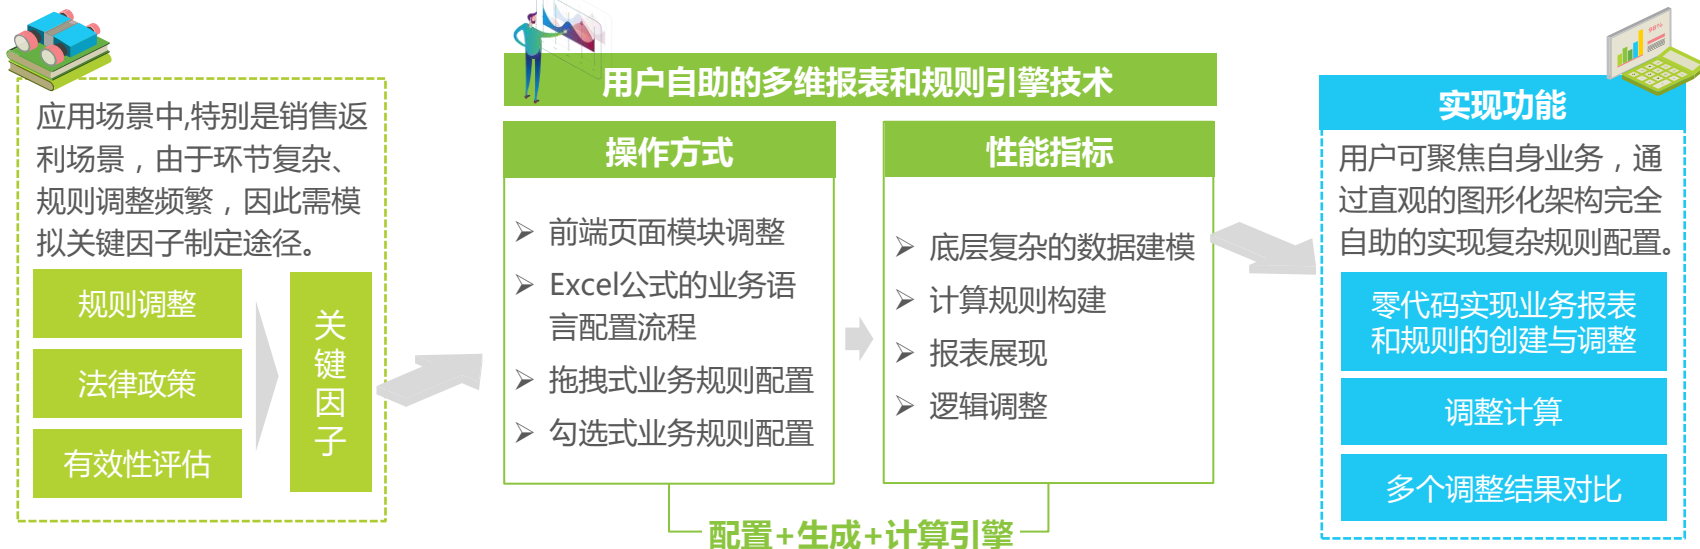 应用场景中,特别是销售返
利场景，由于环节复杂、
规则调整频繁，因此需模
拟关键因子制定途径。
规则调整
法律政策
有效性评估
关
键
因
子
用户自助的多维报表和规则引擎技术
操作方式
前端页面模块调整
Excel公式的业务语
言配置流程
拖拽式业务规则配置
勾选式业务规则配置
性能指标
底层复杂的数据建模
计算规则构建
报表展现
逻辑调整
配置+生成+计算引擎
实现功能
用户可聚焦自身业务，通
过直观的图形化架构完全
自助的实现复杂规则配置。
零代码实现业务报表
和规则的创建与调整
调整计算
多个调整结果对比